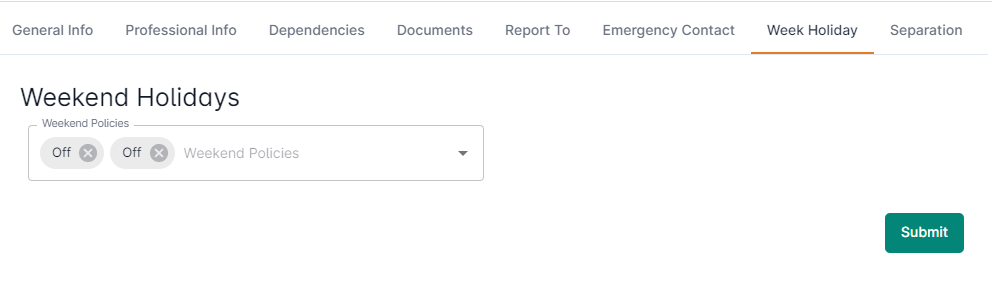 General Info Professional Info Dependencies Documents Report To Emergency Contact Week Holiday Separation
Weekend Holidays
Weekend Policies
Off Off Weekend Policies
Submit